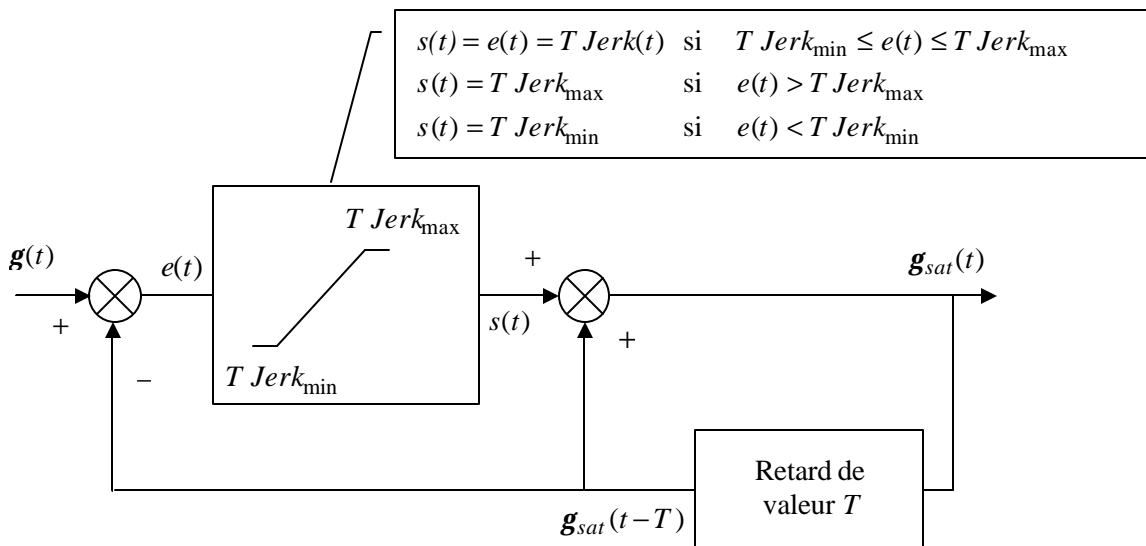 s(t) = e(t) = T Jerk(t) si T Jerk_min ≤ e(t) ≤ T Jerk_max
s(t) = T Jerk_max si e(t) > T Jerk_max
s(t) = T Jerk_min si e(t) < T Jerk_min
T Jerk_max
g(t)
e(t)
+
g_sat(t)
+
s(t)
+
−
T Jerk_min
Retard de
valeur T
g_sat(t−T)